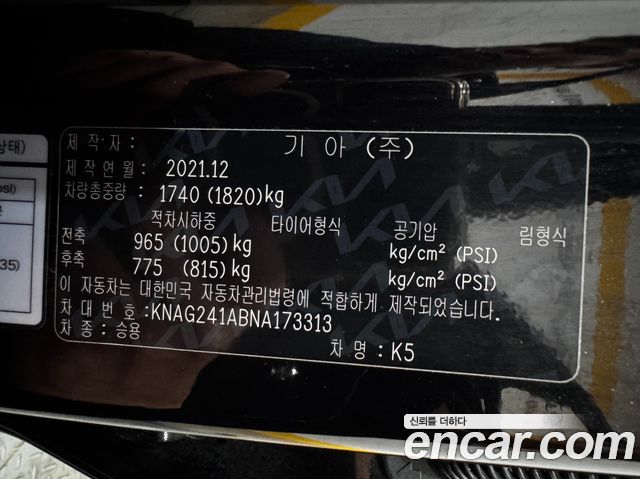 상태)
제 작 자 : 기 아 (주)
제 작 연 월 : 2021.12
차량총중량 : 1740 (1820)kg
적차시하중 타이어형식 공기압 림형식
전축 965 (1005)kg kg/cm² (PSI)
후축 775 (815)kg kg/cm² (PSI)
이 자동차는 대한민국 자동차관리법령에 적합하게 제작되었습니다.
차 대 번 호 :KNAG241ABNA173313
차 종 : 승용 차 명 : K5
35)
신뢰를 더하다
encar.com